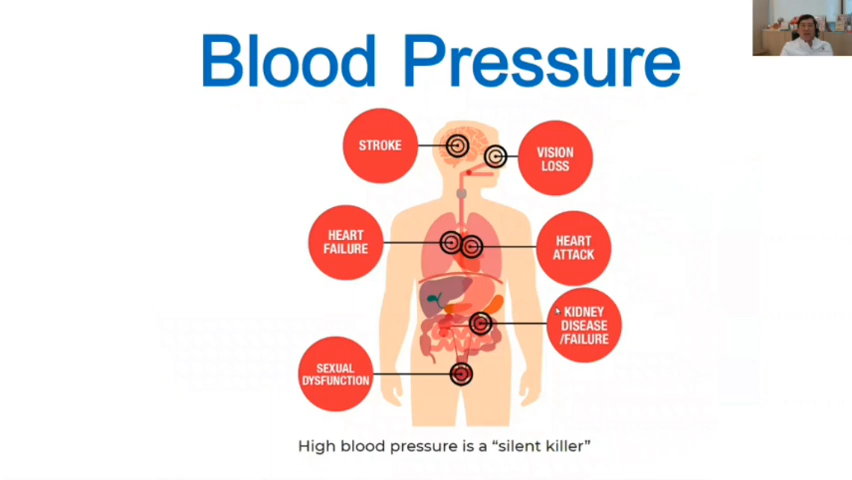 Blood Pressure
STROKE
VISION
LOSS
HEART
FAILURE
HEART
ATTACK
KIDNEY
DISEASE
/FAILURE
SEXUAL
DYSFUNCTION
High blood pressure is a “silent killer”